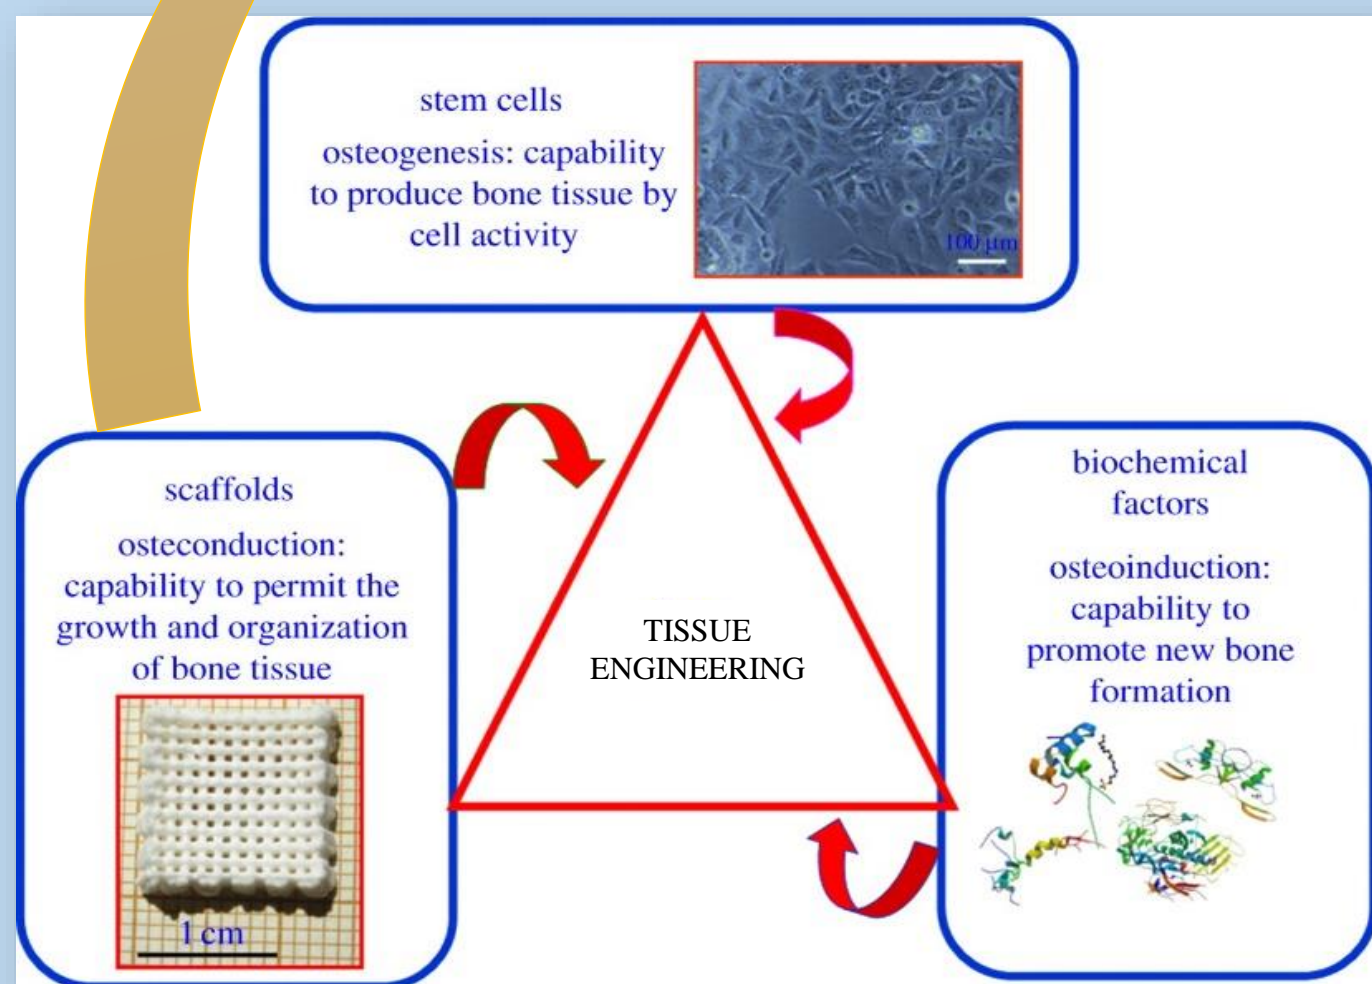 stem cells
osteogenesis: capability
to produce bone tissue by
cell activity
100 µm
scaffolds
osteconduction:
capability to permit the
growth and organization
of bone tissue
1 cm
TISSUE
ENGINEERING
biochemical
factors
osteoinduction:
capability to
promote new bone
formation